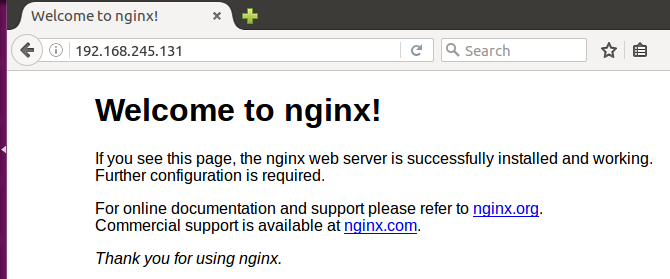 Welcome to nginx!
192.168.245.131
Search
Welcome to nginx!
If you see this page, the nginx web server is successfully installed and working.
Further configuration is required.
For online documentation and support please refer to nginx.org.
Commercial support is available at nginx.com.
Thank you for using nginx.